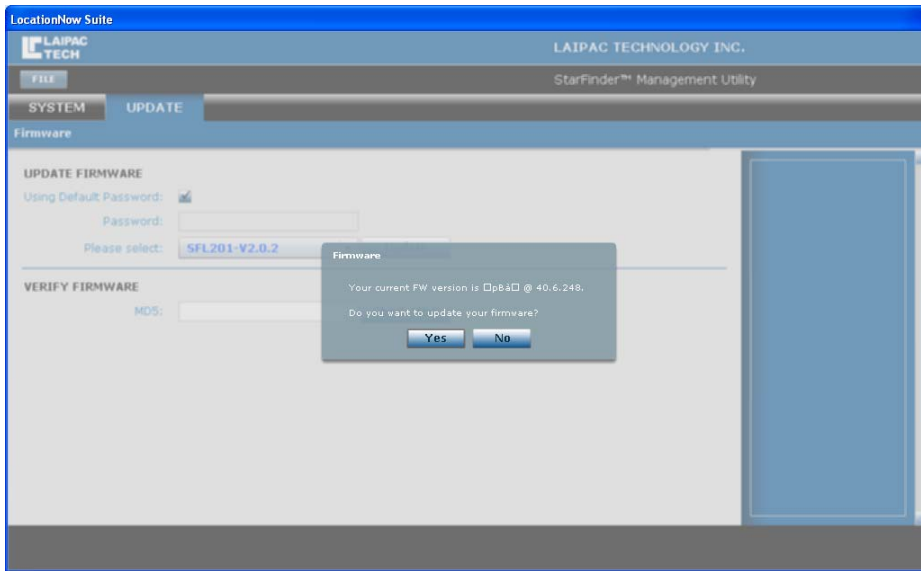 LocationNow Suite
LAIPAC
TECH
LAIPAC TECHNOLOGY INC.
FILE
StarFinder™ Management Utility
SYSTEM UPDATE
Firmware
UPDATE FIRMWARE
Using Default Password:
Password:
Please select: SFL201-V2.0.2
Firmware
Your current FW version is □pBá□ @ 40.6.248.
Do you want to update your firmware?
Yes No
VERIFY FIRMWARE
MD5: